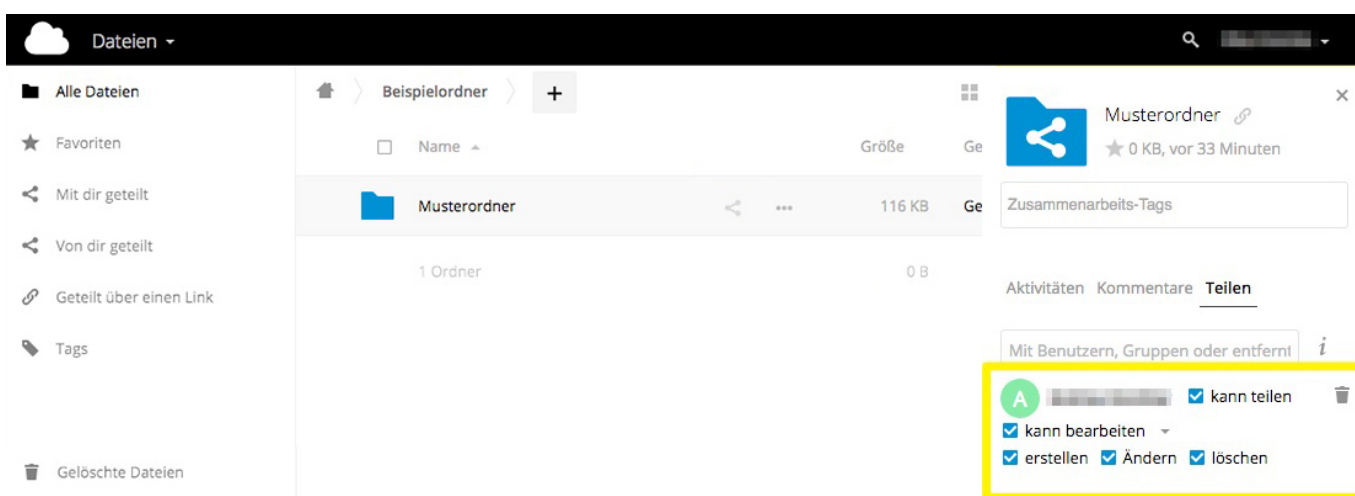 Dateien
Alle Dateien
Favoriten
Mit dir geteilt
Von dir geteilt
Geteilt über einen Link
Tags
Gelöschte Dateien
Beispielordner +
Name Größe Ge
Musterordner 116 KB Ge
1 Ordner 0 B
Musterordner
0 KB, vor 33 Minuten
Zusammenarbeits-Tags
Aktivitäten Kommentare Teilen
Mit Benutzern, Gruppen oder entfernt i
A kann teilen
kann bearbeiten
erstellen Ändern löschen